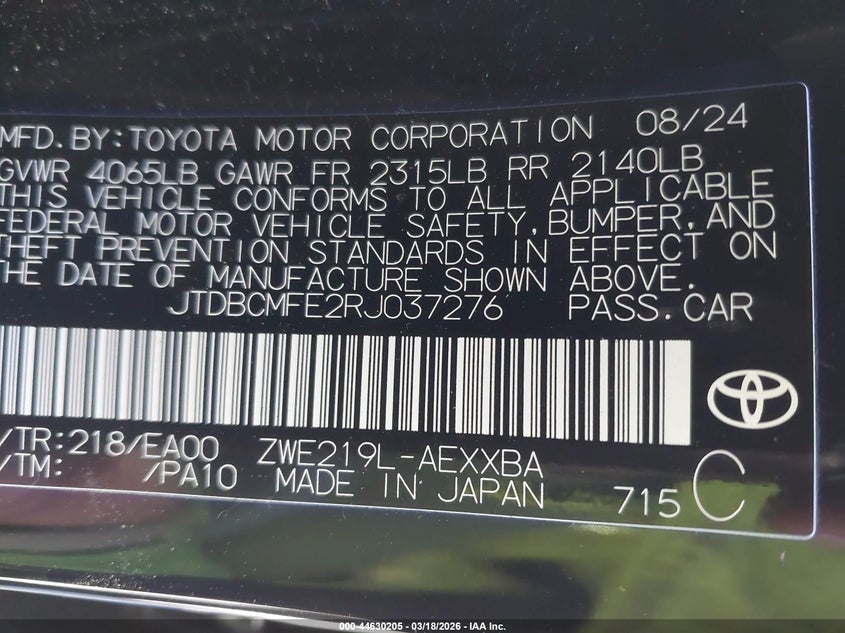 MFD. BY: TOYOTA MOTOR CORPORATION 08/24
GVWR 4065LB GAWR FR 2315LB RR 2140LB
THIS VEHICLE CONFORMS TO ALL APPLICABLE
FEDERAL MOTOR VEHICLE SAFETY, BUMPER, AND
THEFT PREVENTION STANDARDS IN EFFECT ON
THE DATE OF MANUFACTURE SHOWN ABOVE.
JTDBCMFE2RJ037276 PASS. CAR
/TR: 218/EA00 ZWE219L-AEXXBA
/TM: /PA10 MADE IN JAPAN 715 C
000-44630205 - 03/18/2026 - IAA Inc.